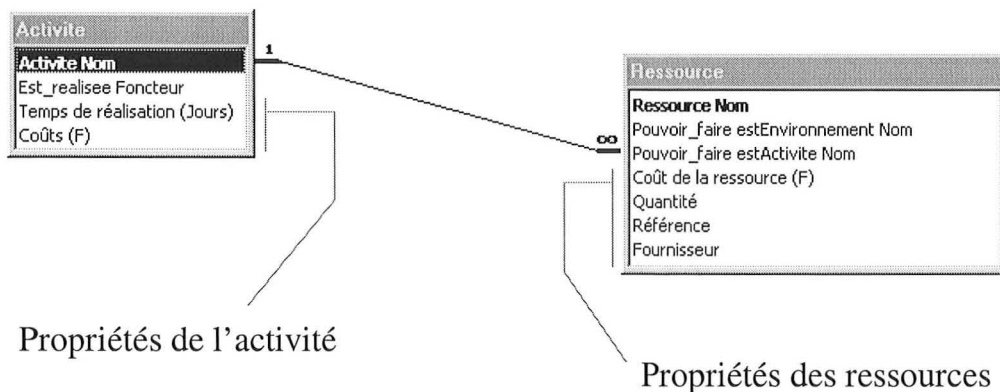 Activite
Activite Nom
Est_realisee Foncteur
Temps de réalisation (Jours)
Coûts (F)
1
∞
Ressource
Ressource Nom
Pouvoir_faire estEnvironnement Nom
Pouvoir_faire estActivite Nom
Coût de la ressource (F)
Quantité
Référence
Fournisseur
Propriétés de l'activité
Propriétés des ressources